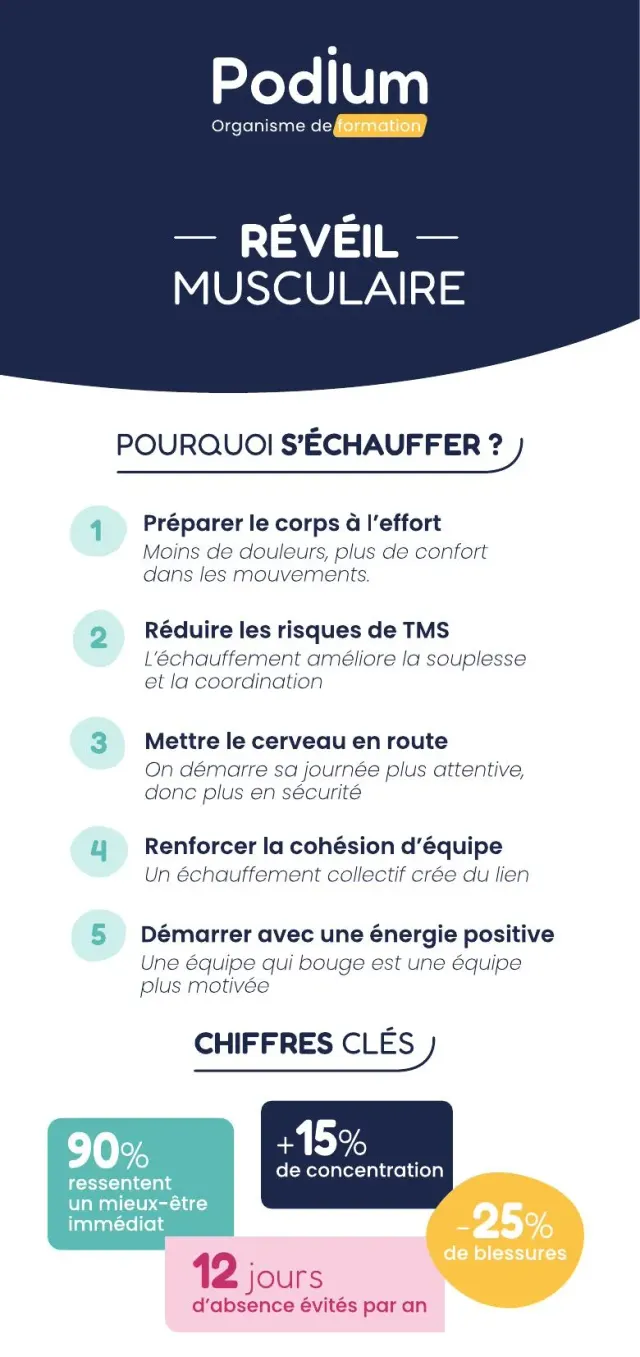 Podium
Organisme de formation
RÉVÉIL
MUSCULAIRE
POURQUOI S'ÉCHAUFFER ?
1
Préparer le corps à l'effort
Moins de douleurs, plus de confort
dans les mouvements.
2
Réduire les risques de TMS
L'échauffement améliore la souplesse
et la coordination
3
Mettre le cerveau en route
On démarre sa journée plus attentive,
donc plus en sécurité
4
Renforcer la cohésion d'équipe
Un échauffement collectif crée du lien
5
Démarrer avec une énergie positive
Une équipe qui bouge est une équipe
plus motivée
CHIFFRES CLÉS
90%
ressentent
un mieux-être
immédiat
+15%
de concentration
-25%
de blessures
12 jours
d'absence évités par an